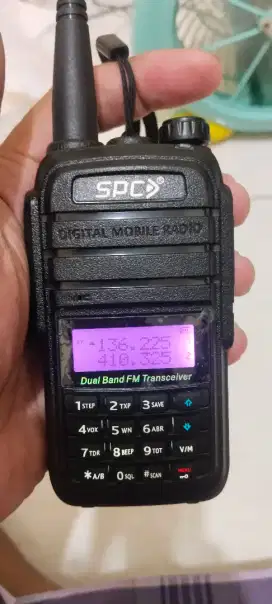 SPC
DIGITAL MOBILE RADIO
136.225
410.325
Dual Band FM Transceiver
1 STEP 2 TXP 3 SAVE
4 VOX 5 WN 6 ABR
7 TDR 8 BEEP 9 TOT V/M
*A/B 0 SQL # SCAN MENU